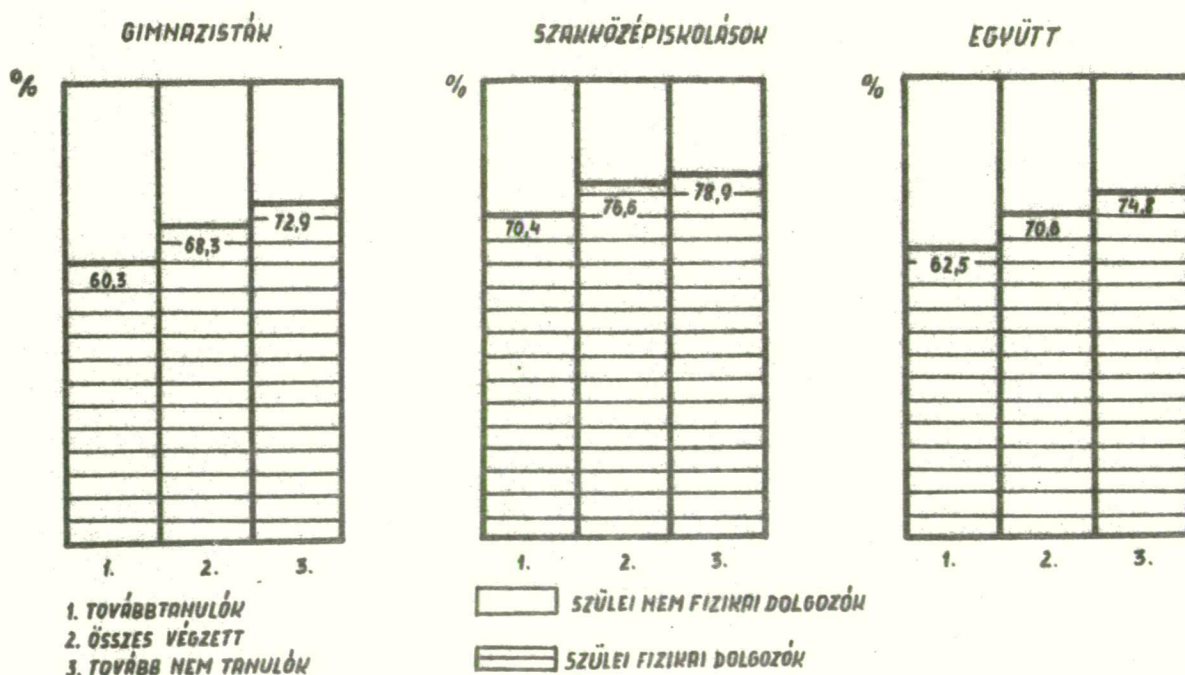 GIMNAZISTÁK
%
60,3
68,3
72,9
1. 2. 3.
SZAKKÖZÉPISKOLÁSOK
%
70,4
76,6
78,9
1. 2. 3.
EGYÜTT
%
62,5
70,6
74,8
1. 2. 3.
1. TOVÁBBTANULÓK
2. ÖSSZES VÉGZETT
3. TOVÁBB NEM TANULÓK
SZÜLEI NEM FIZIKAI DOLGOZÓK
SZÜLEI FIZIKAI DOLGOZÓK